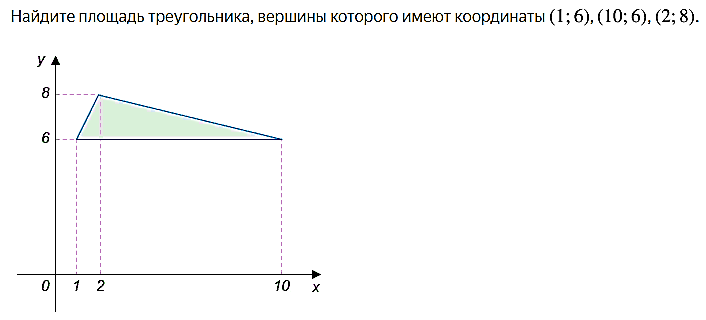 Найдите площадь треугольника, вершины которого имеют координаты (1; 6), (10; 6), (2; 8).
y
8
6
0 1 2 10 x